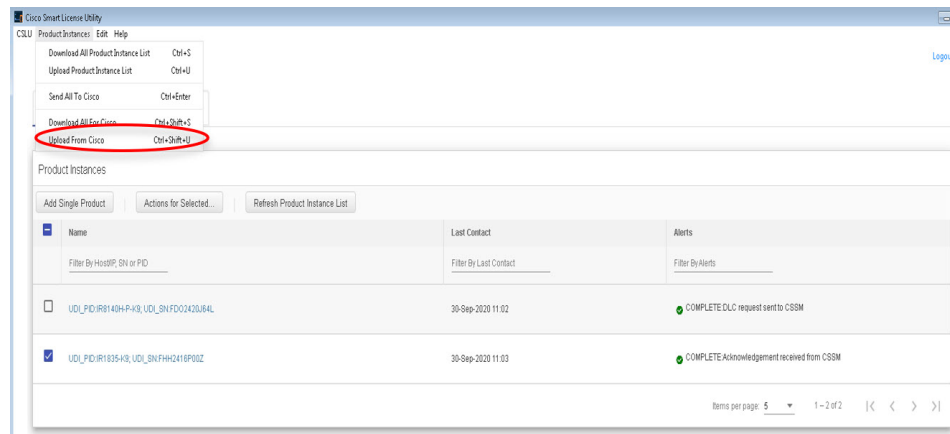 Cisco Smart License Utility
CSLU Product Instances Edit Help
Download All Product Instance List Ctrl+S
Upload Product Instance List Ctrl+U
Logou
Send All To Cisco Ctrl+Enter
Download All For Cisco Ctrl+Shift+S
Upload From Cisco Ctrl+Shift+U
Product Instances
Add Single Product Actions for Selected... Refresh Product Instance List
Name Last Contact Alerts
Filter By Host/IP, SN or PID Filter By Last Contact Filter By Alerts
UDI_PID:IR8140H-P-K9; UDI_SN:FDO2420J64L 30-Sep-2020 11:02 COMPLETE:DLC request sent to CSSM
UDI_PID:IR1835-K9; UDI_SN:FHH2416P00Z 30-Sep-2020 11:03 COMPLETE:Acknowledgement received from CSSM
Items per page: 5 1 – 2 of 2